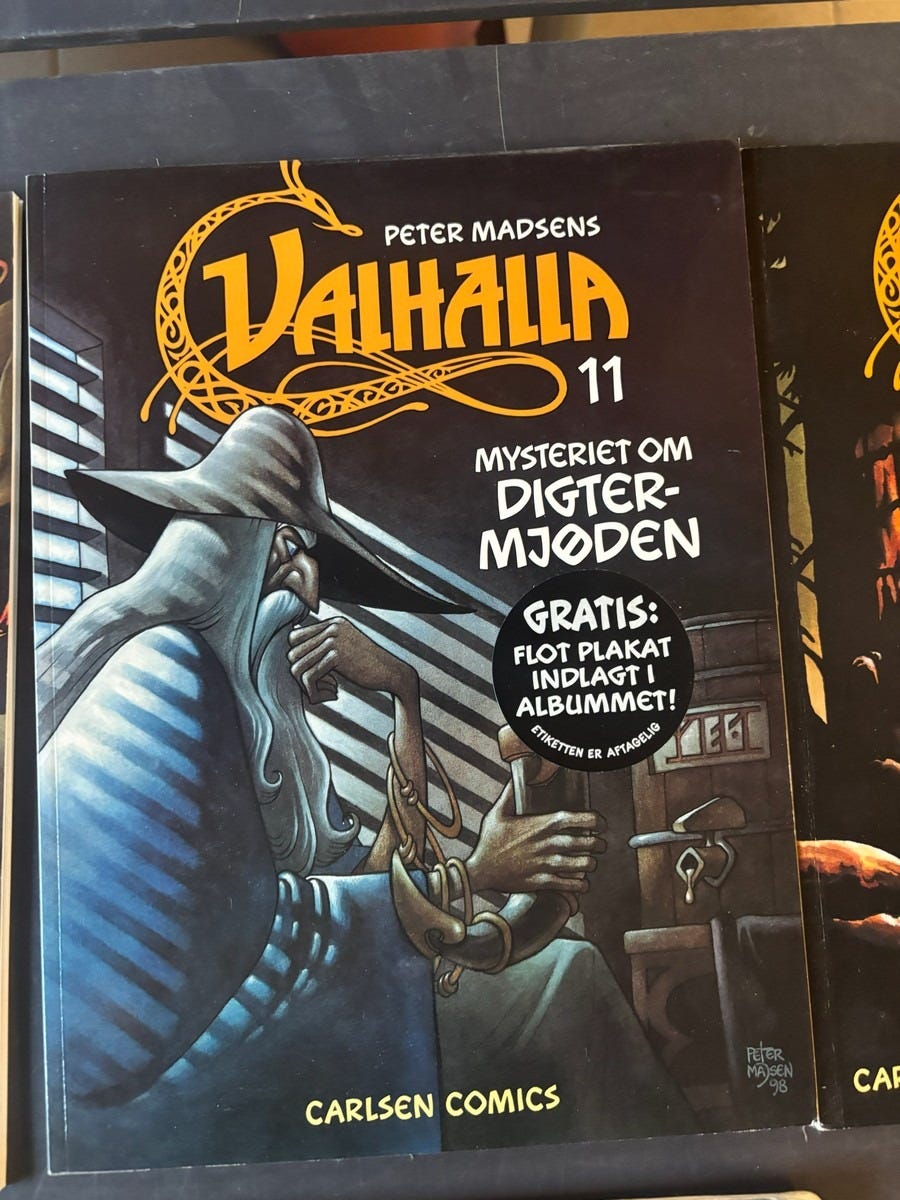 PETER MADSENS
VALHALLA
11
MYSTERIET OM
DIGTER-
MJØDEN
GRATIS:
FLOT PLAKAT
INDLAGT I
ALBUMMET!
ETIKETTEN ER AFTAGELIG
PETER
MADSEN
98
CARLSEN COMICS
CAR